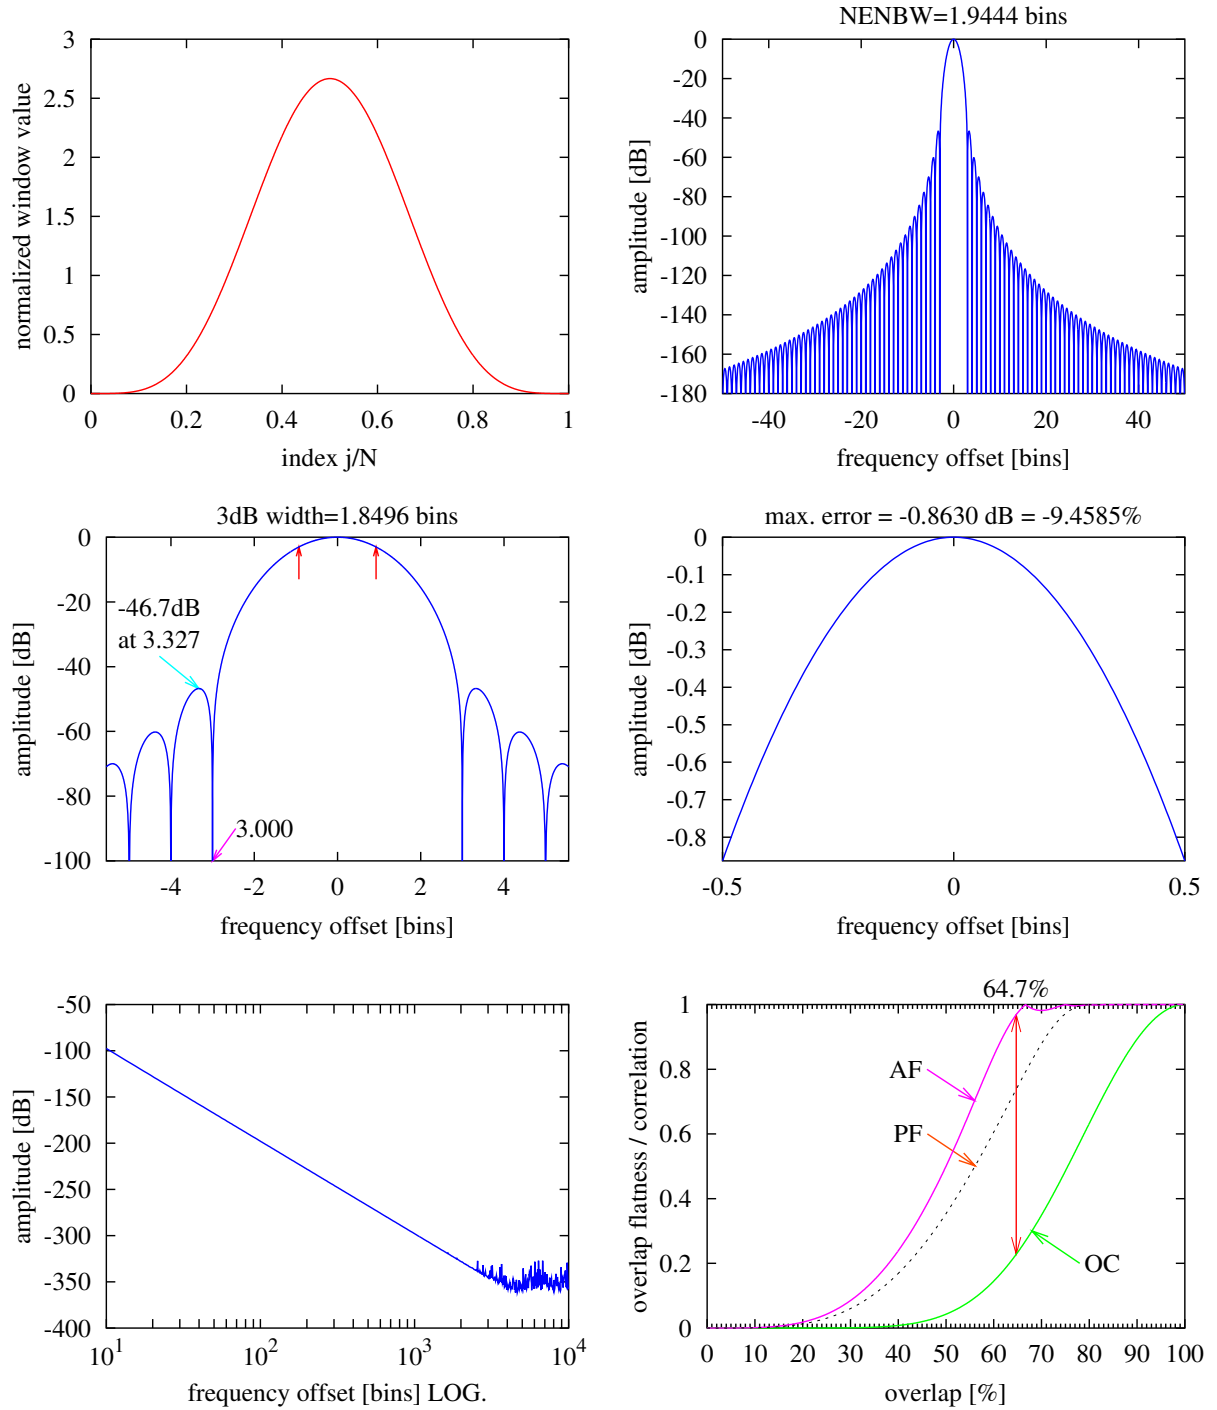 NENBW=1.9444 bins
3
2.5
2
1.5
1
0.5
0
0 0.2 0.4 0.6 0.8 1
normalized window value
index j/N
0
-20
-40
-60
-80
-100
-120
-140
-160
-180
-40 -20 0 20 40
amplitude [dB]
frequency offset [bins]
3dB width=1.8496 bins
0
-20
-40
-60
-80
-100
-4 -2 0 2 4
amplitude [dB]
frequency offset [bins]
-46.7dB
at 3.327
3.000
max. error = -0.8630 dB = -9.4585%
0
-0.1
-0.2
-0.3
-0.4
-0.5
-0.6
-0.7
-0.8
-0.5 0 0.5
amplitude [dB]
frequency offset [bins]
-50
-100
-150
-200
-250
-300
-350
-400
10¹ 10² 10³ 10⁴
amplitude [dB]
frequency offset [bins] LOG.
64.7%
1
0.8
0.6
0.4
0.2
0
0 10 20 30 40 50 60 70 80 90 100
overlap flatness / correlation
overlap [%]
AF
PF
OC